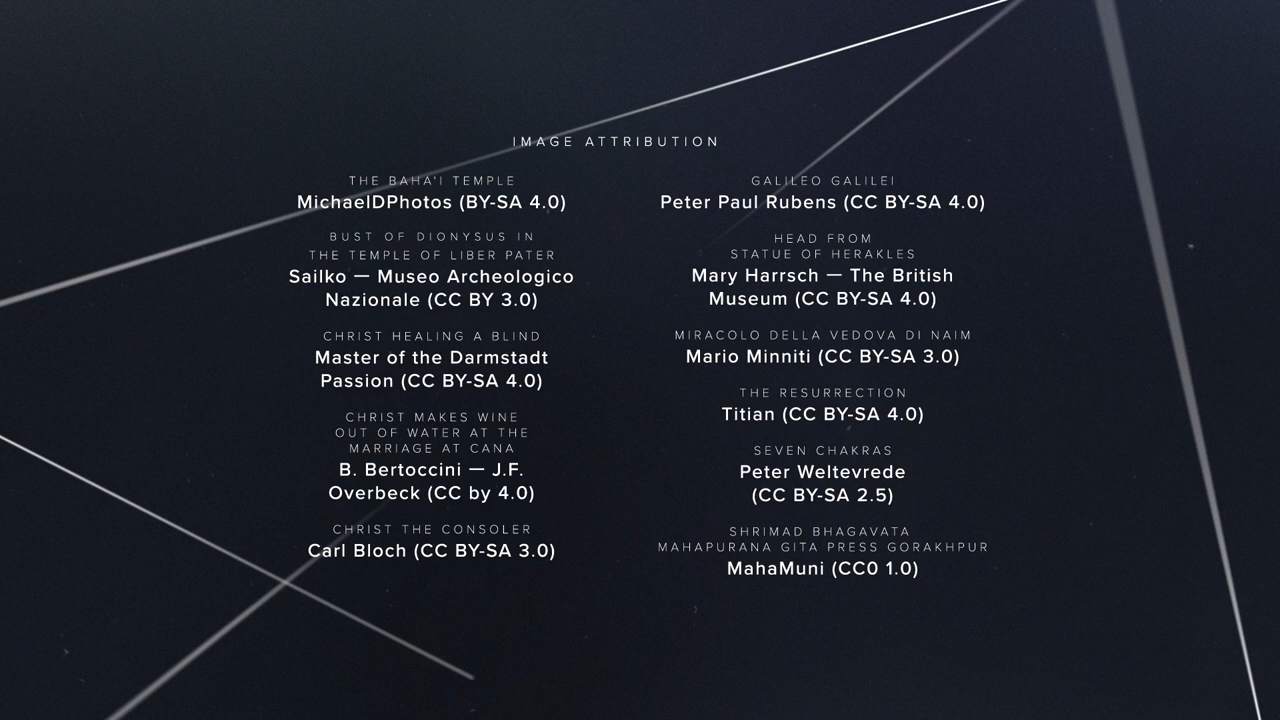 IMAGE ATTRIBUTION
THE BAHA'I TEMPLE
MichaelDPhotos (BY-SA 4.0)
BUST OF DIONYSUS IN
THE TEMPLE OF LIBER PATER
Sailko — Museo Archeologico
Nazionale (CC BY 3.0)
CHRIST HEALING A BLIND
Master of the Darmstadt
Passion (CC BY-SA 4.0)
CHRIST MAKES WINE
OUT OF WATER AT THE
MARRIAGE AT CANA
B. Bertoccini — J.F.
Overbeck (CC by 4.0)
CHRIST THE CONSOLER
Carl Bloch (CC BY-SA 3.0)
GALILEO GALILEI
Peter Paul Rubens (CC BY-SA 4.0)
HEAD FROM
STATUE OF HERAKLES
Mary Harrsch — The British
Museum (CC BY-SA 4.0)
MIRACOLO DELLA VEDOVA DI NAIM
Mario Minniti (CC BY-SA 3.0)
THE RESURRECTION
Titian (CC BY-SA 4.0)
SEVEN CHAKRAS
Peter Weltevrede
(CC BY-SA 2.5)
SHRIMAD BHAGAVATA
MAHAPURANA GITA PRESS GORAKHPUR
MahaMuni (CC0 1.0)